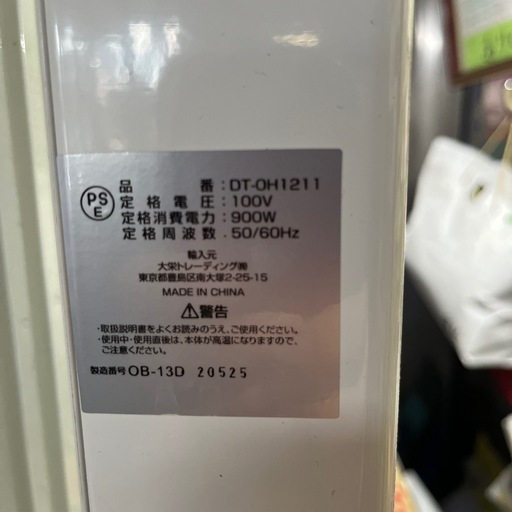 PS
E
品番:DT-OH1211
定格電圧:100V
定格消費電力:900W
定格周波数:50/60Hz
輸入元
大栄トレーディング㈱
東京都豊島区南大塚2-25-15
MADE IN CHINA
⚠警告
・取扱説明書をよくお読みのうえ、ご使用ください。
・使用中・使用直後は、本体が高温になりますので、
ご注意ください。
製造番号 OB-13D 20525